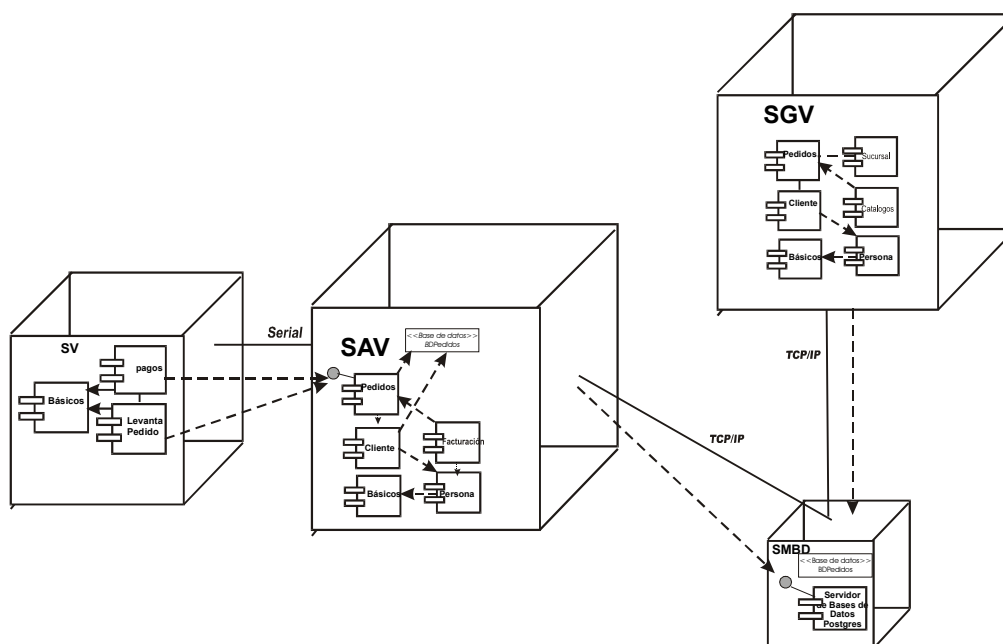 SGV
Pedidos
Sucursal
Cliente
Catalogos
Básicos
Persona
SV
pagos
Básicos
Levanta
Pedido
Serial
SAV
<<Base de datos>>
BDPedidos
Pedidos
Cliente
Facturación
Básicos
Persona
TCP/IP
TCP/IP
SMBD
<<Base de datos>>
BDPedidos
Servidor
de Bases de
Datos
Postgres